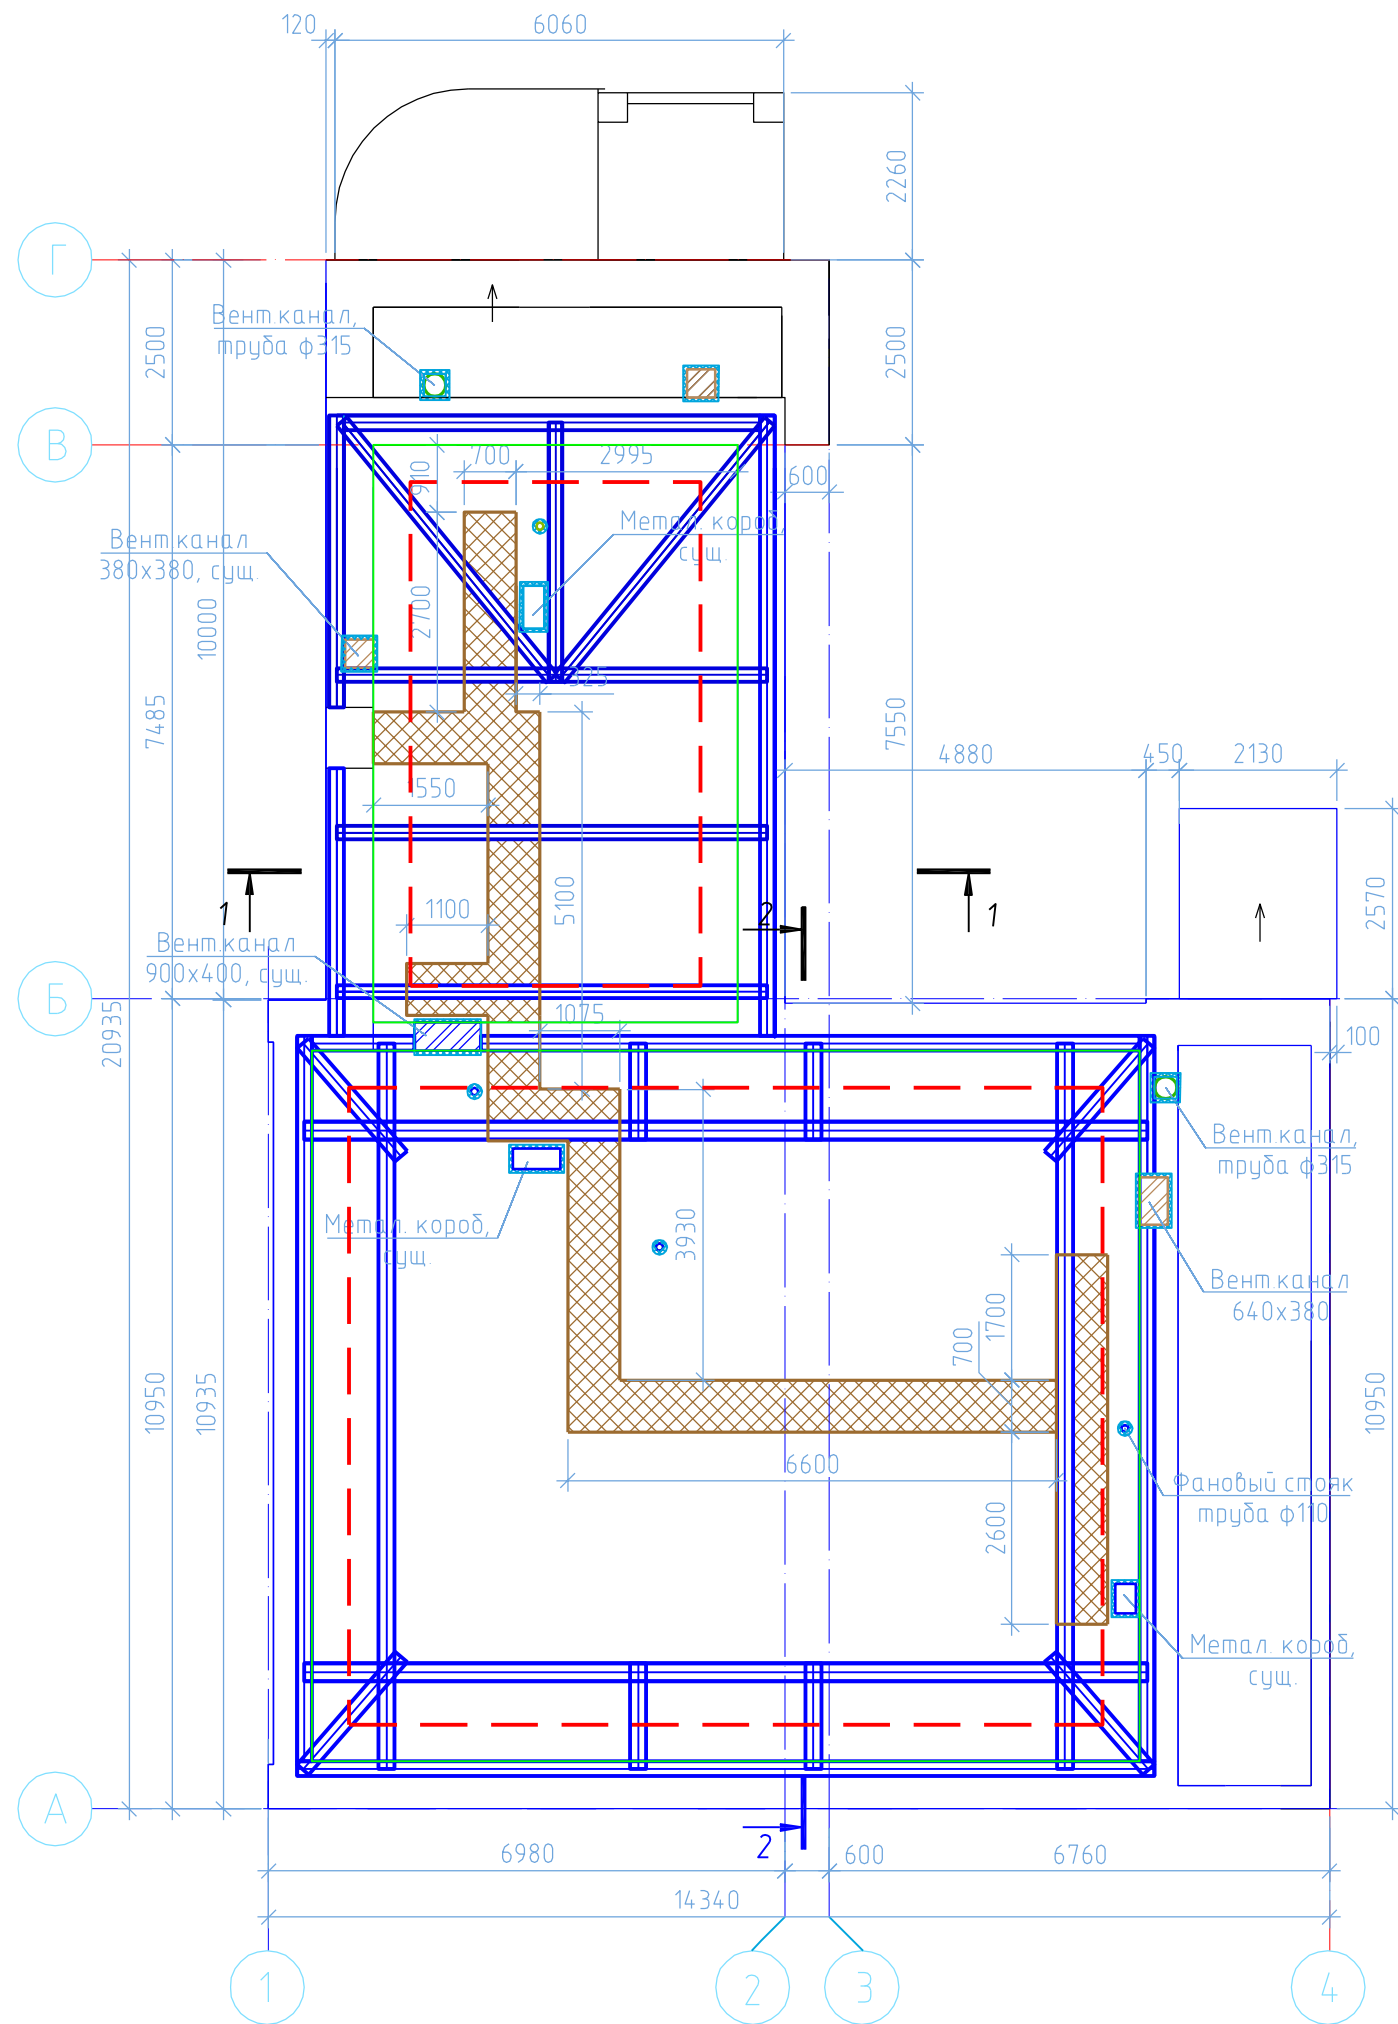 120
6060
2260
Г
Вент.канал,
труба ф315
2500
2500
В
700
2995
910
600
Метал. короб,
сущ.
Вент.канал
380х380, сущ.
10000
2700
325
7485
7550
4880
450
2130
1550
1100
5100
2570
1
2
1
Вент.канал
900х400, сущ.
Б
20935
1075
100
Вент.канал,
труба ф315
Метал. короб,
сущ.
3930
Вент.канал
640х380
1700
700
10950
10935
10950
6600
Фановый стояк
труба ф110
2600
Метал. короб,
сущ.
А
2
6980
600
6760
14340
1
2
3
4